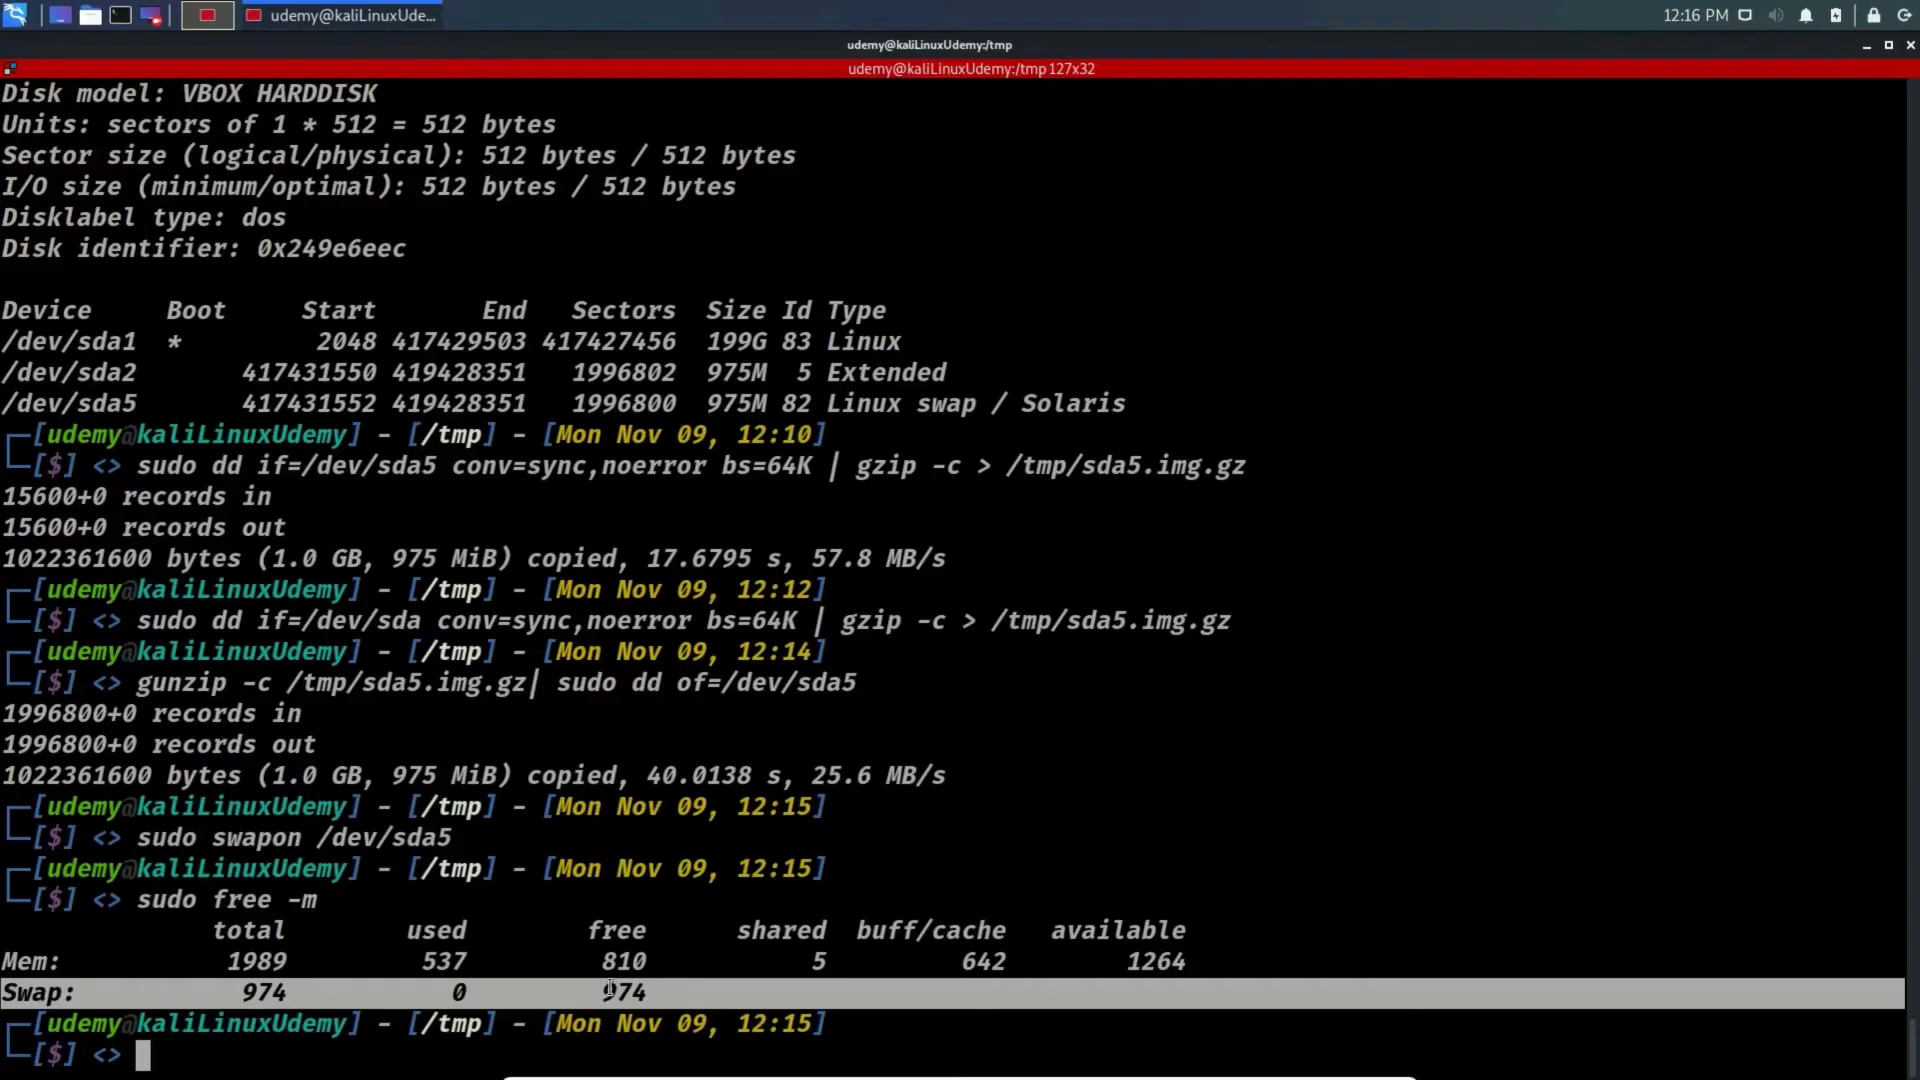 udemy@kaliLinuxUde... 12:16 PM
udemy@kaliLinuxUdemy:/tmp
udemy@kaliLinuxUdemy:/tmp 127x32
Disk model: VBOX HARDDISK
Units: sectors of 1 * 512 = 512 bytes
Sector size (logical/physical): 512 bytes / 512 bytes
I/O size (minimum/optimal): 512 bytes / 512 bytes
Disklabel type: dos
Disk identifier: 0x249e6eec
Device     Boot     Start       End   Sectors  Size Id Type
/dev/sda1  *         2048 417429503 417427456  199G 83 Linux
/dev/sda2       417431550 419428351   1996802  975M  5 Extended
/dev/sda5       417431552 419428351   1996800  975M 82 Linux swap / Solaris
┌─[udemy@kaliLinuxUdemy] - [/tmp] - [Mon Nov 09, 12:10]
└─[$] <> sudo dd if=/dev/sda5 conv=sync,noerror bs=64K | gzip -c > /tmp/sda5.img.gz
15600+0 records in
15600+0 records out
1022361600 bytes (1.0 GB, 975 MiB) copied, 17.6795 s, 57.8 MB/s
┌─[udemy@kaliLinuxUdemy] - [/tmp] - [Mon Nov 09, 12:12]
└─[$] <> sudo dd if=/dev/sda conv=sync,noerror bs=64K | gzip -c > /tmp/sda5.img.gz
┌─[udemy@kaliLinuxUdemy] - [/tmp] - [Mon Nov 09, 12:14]
└─[$] <> gunzip -c /tmp/sda5.img.gz| sudo dd of=/dev/sda5
1996800+0 records in
1996800+0 records out
1022361600 bytes (1.0 GB, 975 MiB) copied, 40.0138 s, 25.6 MB/s
┌─[udemy@kaliLinuxUdemy] - [/tmp] - [Mon Nov 09, 12:15]
└─[$] <> sudo swapon /dev/sda5
┌─[udemy@kaliLinuxUdemy] - [/tmp] - [Mon Nov 09, 12:15]
└─[$] <> sudo free -m
              total        used        free      shared  buff/cache   available
Mem:           1989         537         810           5         642        1264
Swap:           974           0         974
┌─[udemy@kaliLinuxUdemy] - [/tmp] - [Mon Nov 09, 12:15]
└─[$] <>